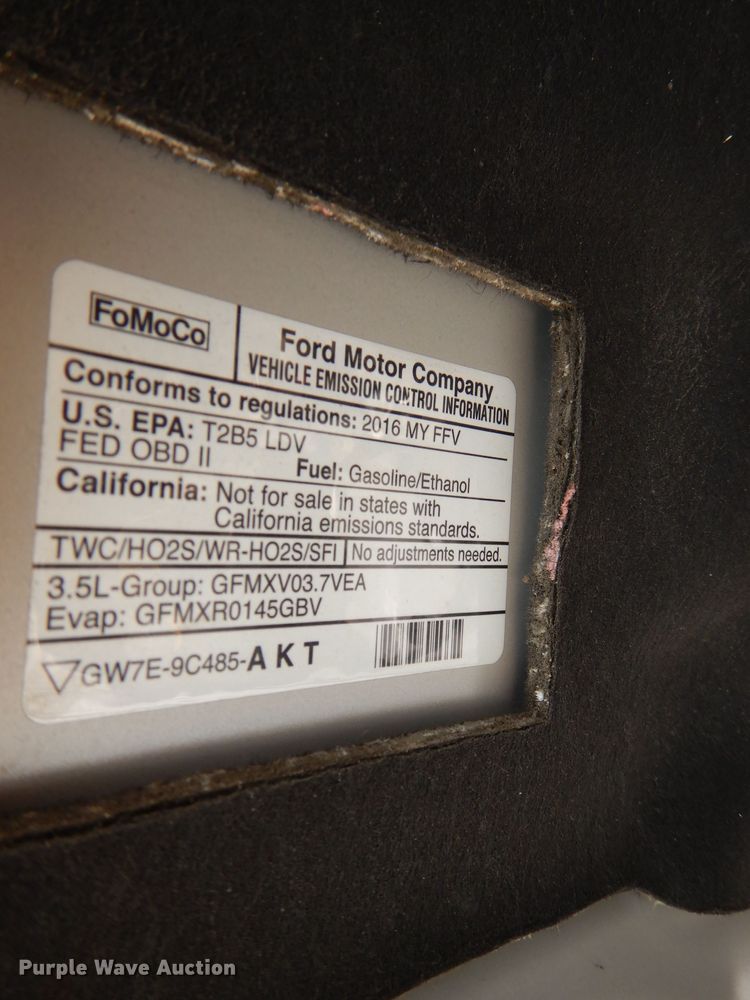 FoMoCo
Ford Motor Company
VEHICLE EMISSION CONTROL INFORMATION
Conforms to regulations: 2016 MY FFV
U.S. EPA: T2B5 LDV
FED OBD II Fuel: Gasoline/Ethanol
California: Not for sale in states with
California emissions standards.
TWC/HO2S/WR-HO2S/SFI No adjustments needed.
3.5L-Group: GFMXV03.7VEA
Evap: GFMXR0145GBV
GW7E-9C485-AKT
Purple Wave Auction